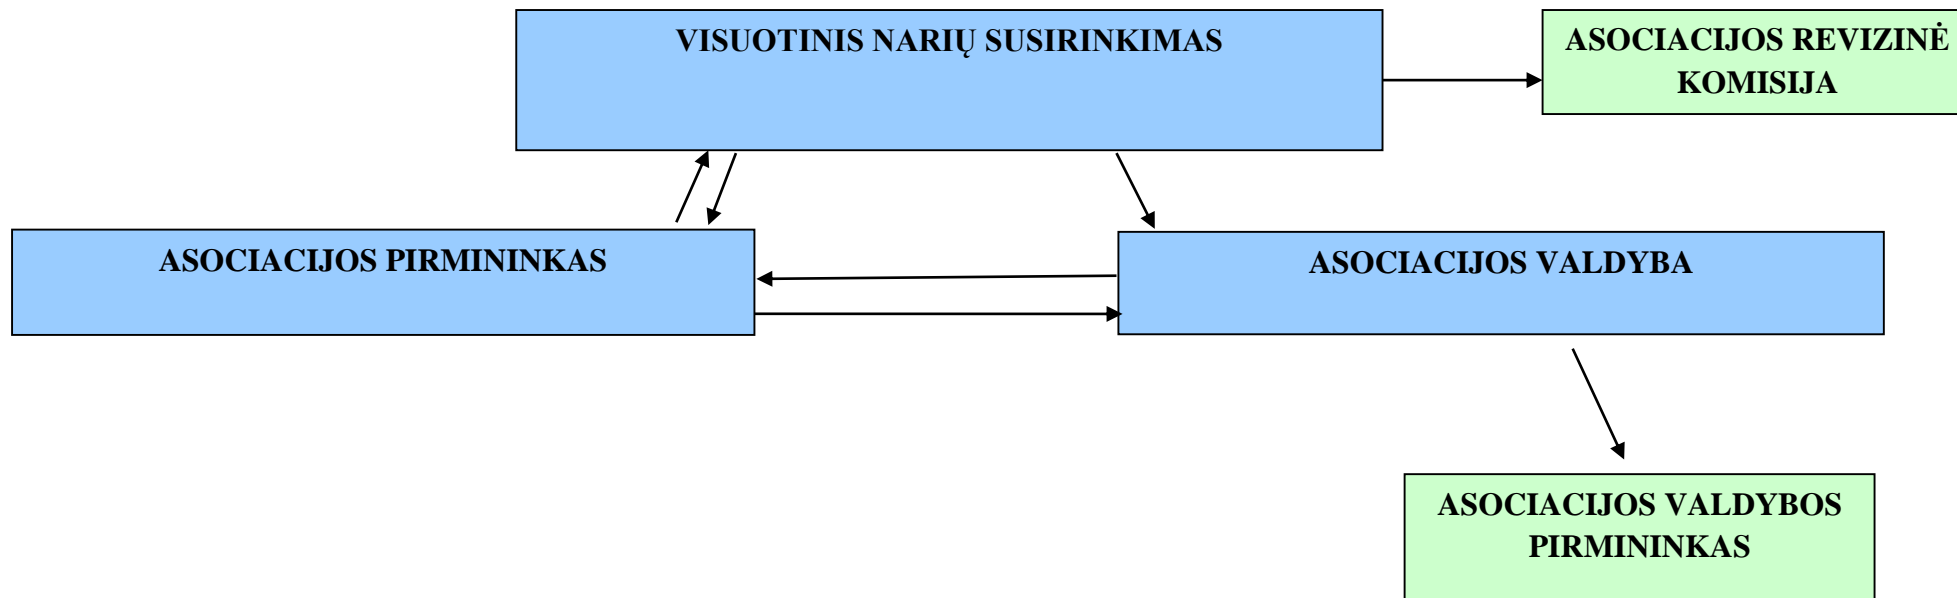 VISUOTINIS NARIŲ SUSIRINKIMAS
ASOCIACIJOS REVIZINĖ
KOMISIJA
ASOCIACIJOS PIRMININKAS
ASOCIACIJOS VALDYBA
ASOCIACIJOS VALDYBOS
PIRMININKAS